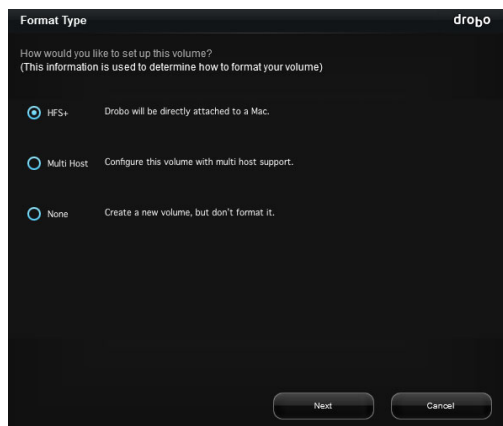 Format Type
drobo
How would you like to set up this volume?
(This information is used to determine how to format your volume)
HFS+ Drobo will be directly attached to a Mac.
Multi Host Configure this volume with multi host support.
None Create a new volume, but don't format it.
Next Cancel